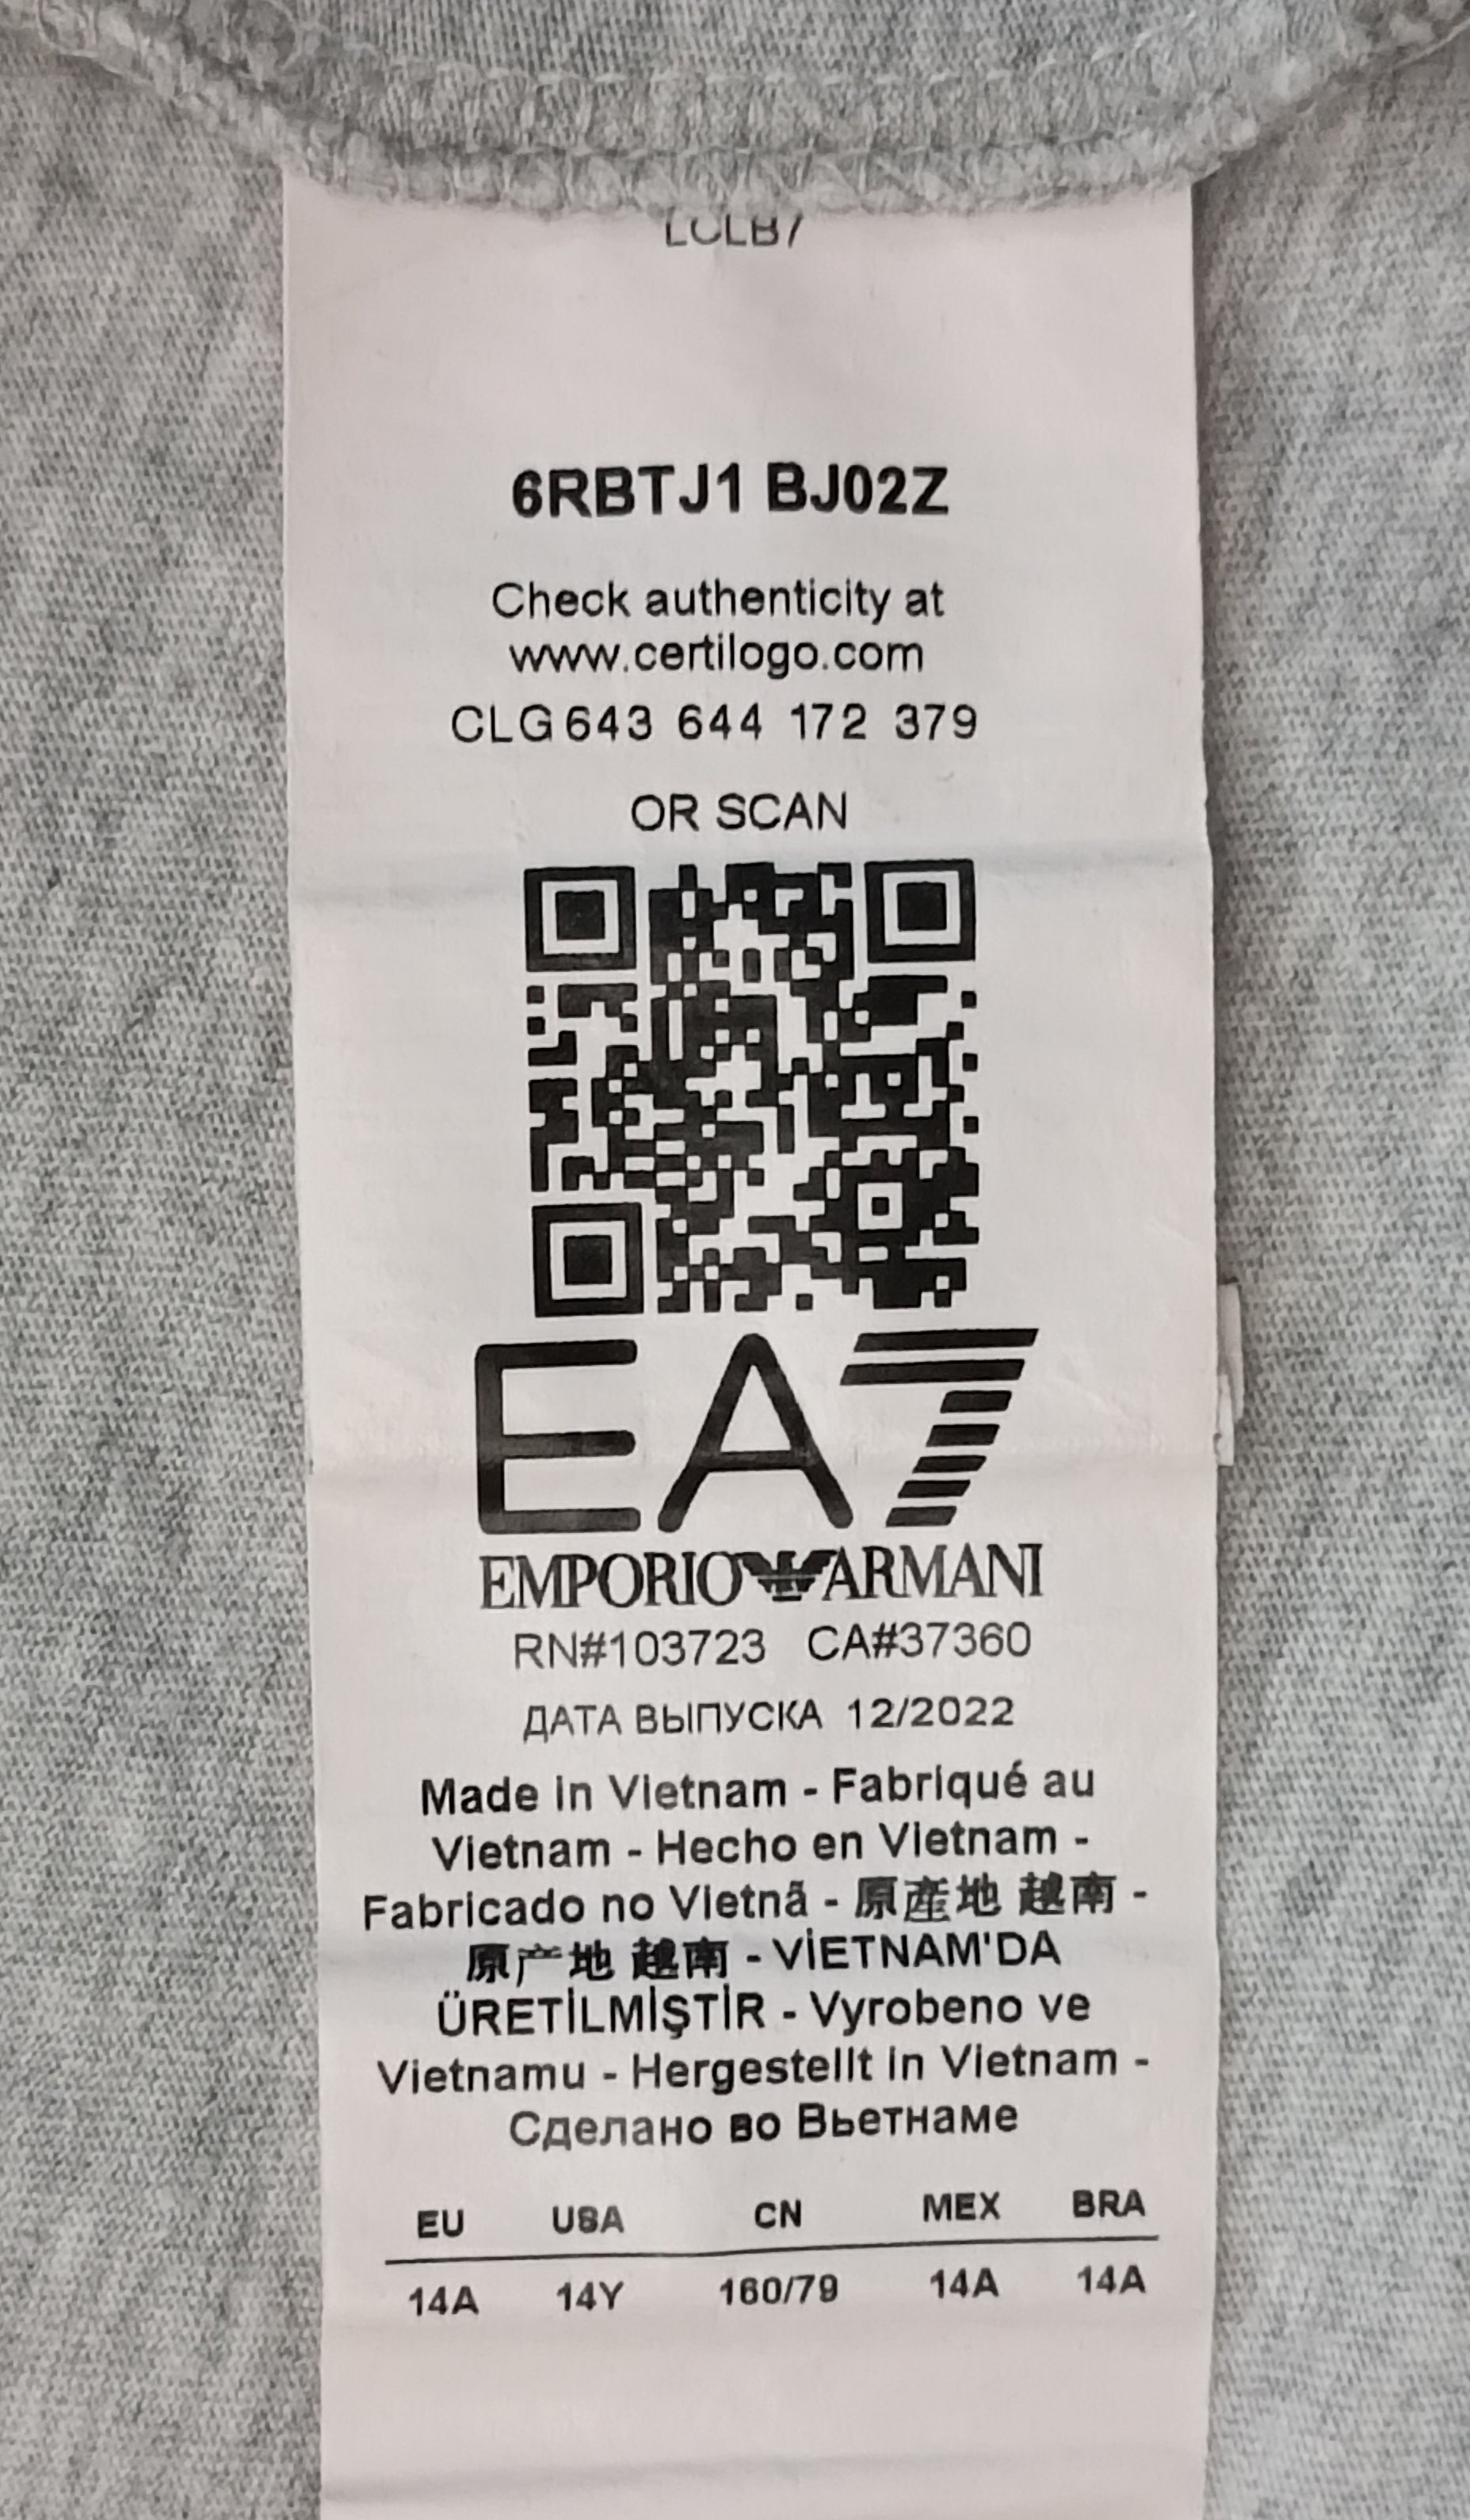 LCLB7
6RBTJ1 BJ02Z
Check authenticity at
www.certilogo.com
CLG 643 644 172 379
OR SCAN
EA7
EMPORIO ARMANI
RN#103723 CA#37360
ДАТА ВЫПУСКА 12/2022
Made in Vietnam - Fabriqué au
Vietnam - Hecho en Vietnam -
Fabricado no Vietnã - 原産地 越南 -
原产地 越南 - VİETNAM'DA
ÜRETİLMİŞTİR - Vyrobeno ve
Vietnamu - Hergestellt in Vietnam -
Сделано во Вьетнаме
EU USA CN MEX BRA
14A 14Y 160/79 14A 14A